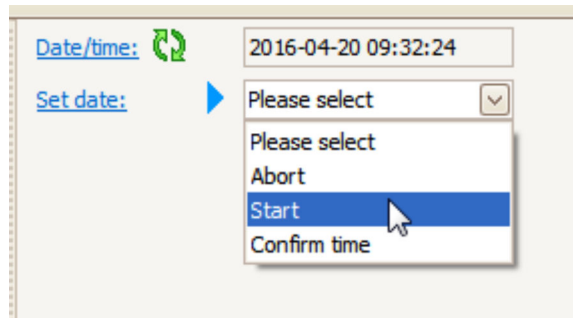 Date/time: 2016-04-20 09:32:24
Set date: Please select
Please select
Abort
Start
Confirm time